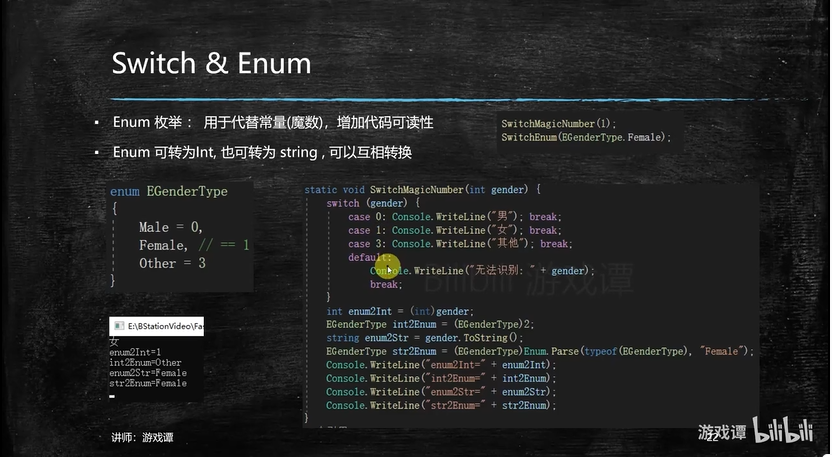 Switch & Enum
▪ Enum 枚举： 用于代替常量(魔数)，增加代码可读性
▪ Enum 可转为Int, 也可转为 string , 可以互相转换
SwitchMagicNumber(1);
SwitchEnum(EGenderType.Female);
enum EGenderType
{
Male = 0,
Female, // == 1
Other = 3
}
static void SwitchMagicNumber(int gender) {
switch (gender) {
case 0: Console.WriteLine("男"); break;
case 1: Console.WriteLine("女"); break;
case 3: Console.WriteLine("其他"); break;
default:
Console.WriteLine("无法识别: " + gender);
break;
}
int enum2Int = (int)gender;
EGenderType int2Enum = (EGenderType)2;
string enum2Str = gender.ToString();
EGenderType str2Enum = (EGenderType)Enum.Parse(typeof(EGenderType), "Female");
Console.WriteLine("enum2Int=" + enum2Int);
Console.WriteLine("int2Enum=" + int2Enum);
Console.WriteLine("enum2Str=" + enum2Str);
Console.WriteLine("str2Enum=" + str2Enum);
}
E:\BStationVideo\Fas
女
enum2Int=1
int2Enum=Other
enum2Str=Female
str2Enum=Female
Bilibili 游戏谭
讲师：游戏谭
22
游戏谭 bilibili